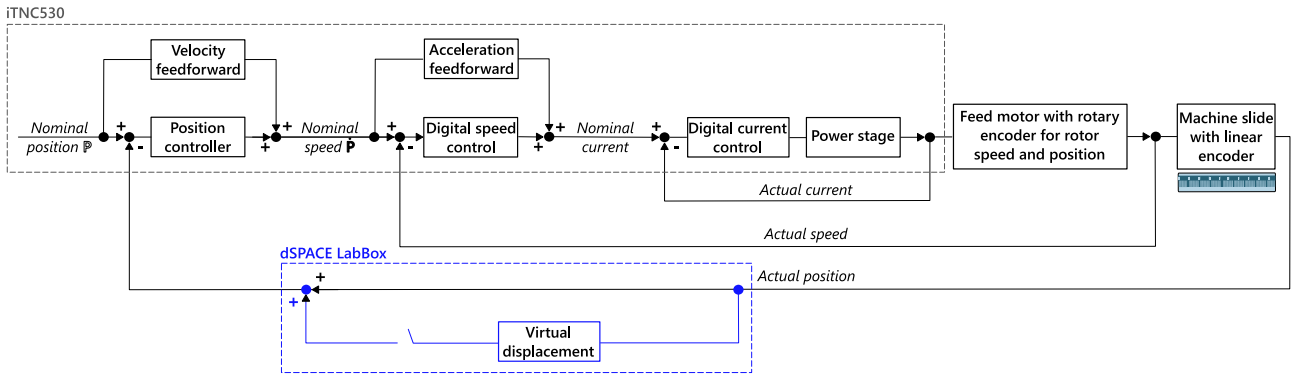 iTNC530
Velocity
feedforward
Acceleration
feedforward
Nominal
position ℙ
+
-
Position
controller
+
+
Nominal
speed Ṗ
+
-
Digital speed
control
+
+
Nominal
current
+
-
Digital current
control
Power stage
Feed motor with rotary
encoder for rotor
speed and position
Machine slide
with linear
encoder
Actual current
Actual speed
dSPACE LabBox
Actual position
+
+
Virtual
displacement